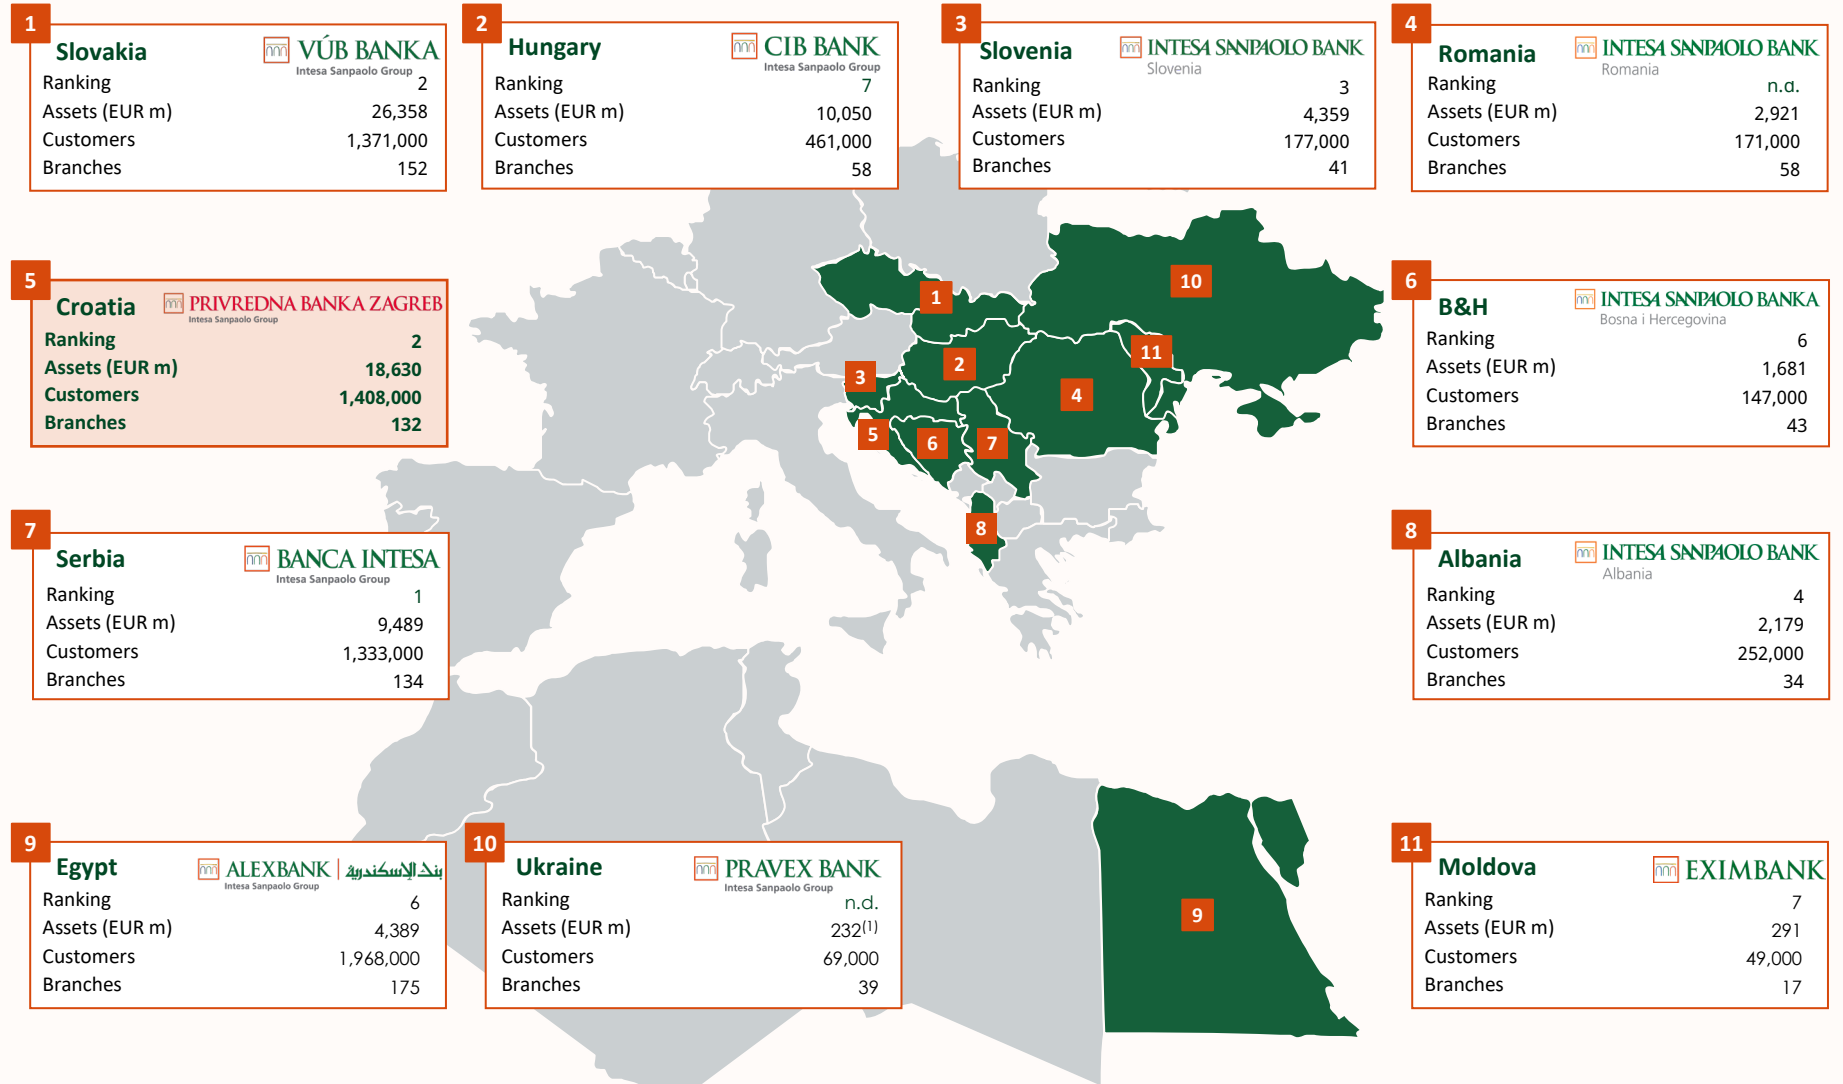 1
Slovakia
VÚB BANKA
Intesa Sanpaolo Group
Ranking 2
Assets (EUR m) 26,358
Customers 1,371,000
Branches 152
2
Hungary
CIB BANK
Intesa Sanpaolo Group
Ranking 7
Assets (EUR m) 10,050
Customers 461,000
Branches 58
3
Slovenia
INTESA SANPAOLO BANK
Slovenia
Ranking 3
Assets (EUR m) 4,359
Customers 177,000
Branches 41
4
Romania
INTESA SANPAOLO BANK
Romania
Ranking n.d.
Assets (EUR m) 2,921
Customers 171,000
Branches 58
5
Croatia
PRIVREDNA BANKA ZAGREB
Intesa Sanpaolo Group
Ranking 2
Assets (EUR m) 18,630
Customers 1,408,000
Branches 132
10
1
11
2
3
4
5
6
7
8
9
6
B&H
INTESA SANPAOLO BANKA
Bosna i Hercegovina
Ranking 6
Assets (EUR m) 1,681
Customers 147,000
Branches 43
7
Serbia
BANCA INTESA
Intesa Sanpaolo Group
Ranking 1
Assets (EUR m) 9,489
Customers 1,333,000
Branches 134
8
Albania
INTESA SANPAOLO BANK
Albania
Ranking 4
Assets (EUR m) 2,179
Customers 252,000
Branches 34
9
Egypt
ALEXBANK | بنك الإسكندرية
Intesa Sanpaolo Group
Ranking 6
Assets (EUR m) 4,389
Customers 1,968,000
Branches 175
10
Ukraine
PRAVEX BANK
Intesa Sanpaolo Group
Ranking n.d.
Assets (EUR m) 232(1)
Customers 69,000
Branches 39
11
Moldova
EXIMBANK
Ranking 7
Assets (EUR m) 291
Customers 49,000
Branches 17